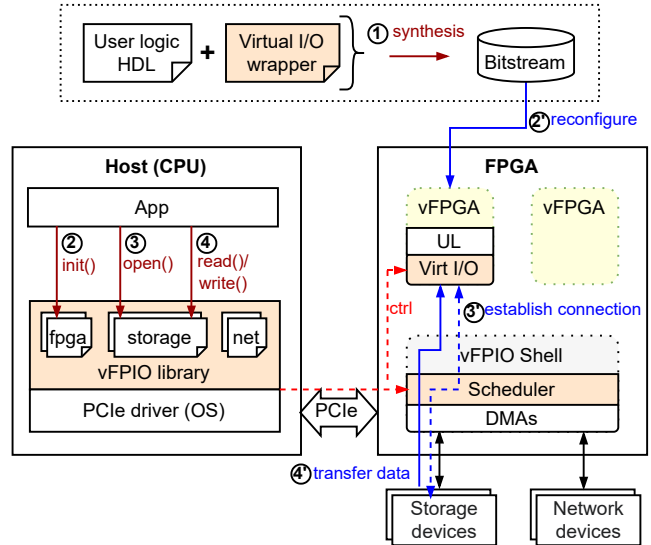 User logic
HDL
+
Virtual I/O
wrapper
1 synthesis
Bitstream
2' reconfigure
Host (CPU)
FPGA
App
vFPGA
vFPGA
UL
Virt I/O
2
init()
3
open()
4
read()/
write()
ctrl
3' establish connection
fpga
storage
net
vFPIO library
vFPIO Shell
Scheduler
PCIe driver (OS)
PCIe
DMAs
4' transfer data
Storage
devices
Network
devices